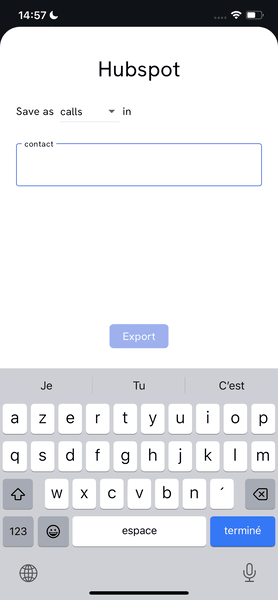 14:57
Hubspot
Save as calls in
contact
Export
Je Tu C'est
a z e r t y u i o p
q s d f g h j k l m
w x c v b n ´
123 espace terminé